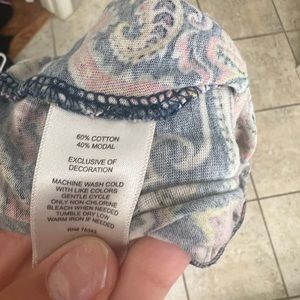 60% COTTON
40% MODAL
EXCLUSIVE OF
DECORATION
MACHINE WASH COLD
WITH LIKE COLORS
GENTLE CYCLE
ONLY NON-CHLORINE
BLEACH WHEN NEEDED
TUMBLE DRY LOW
WARM IRON IF NEEDED